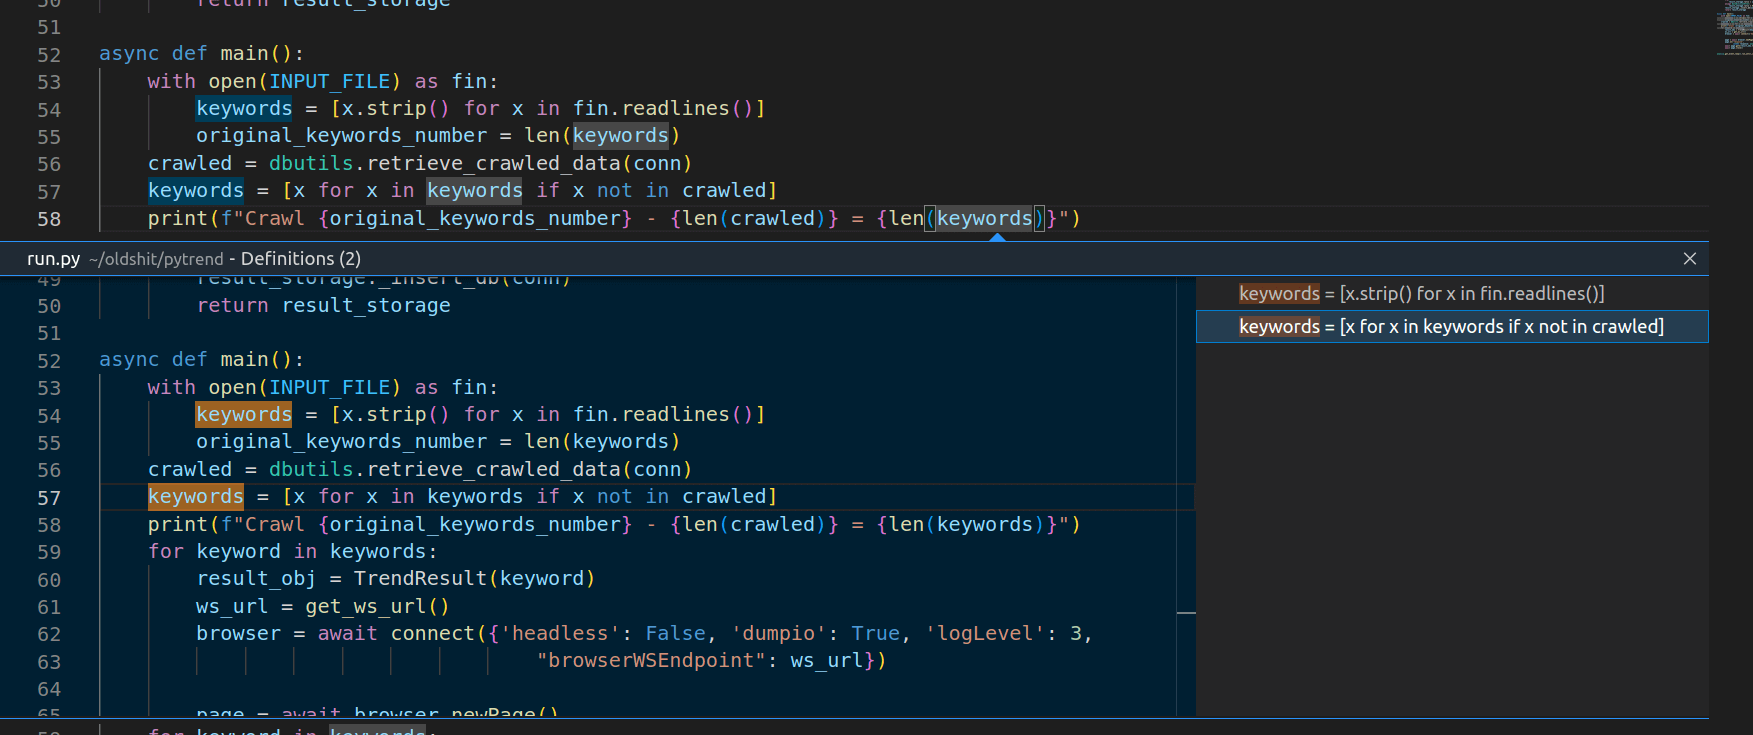 50 return result_storage
51
52 async def main():
53 with open(INPUT_FILE) as fin:
54 keywords = [x.strip() for x in fin.readlines()]
55 original_keywords_number = len(keywords)
56 crawled = dbutils.retrieve_crawled_data(conn)
57 keywords = [x for x in keywords if x not in crawled]
58 print(f"Crawl {original_keywords_number} - {len(crawled)} = {len(keywords)}")
run.py ~/oldshit/pytrend - Definitions (2)
49 result_storage._insert_db(conn)
50 return result_storage
51
52 async def main():
53 with open(INPUT_FILE) as fin:
54 keywords = [x.strip() for x in fin.readlines()]
55 original_keywords_number = len(keywords)
56 crawled = dbutils.retrieve_crawled_data(conn)
57 keywords = [x for x in keywords if x not in crawled]
58 print(f"Crawl {original_keywords_number} - {len(crawled)} = {len(keywords)}")
59 for keyword in keywords:
60 result_obj = TrendResult(keyword)
61 ws_url = get_ws_url()
62 browser = await connect({'headless': False, 'dumpio': True, 'logLevel': 3,
63 "browserWSEndpoint": ws_url})
64
65 page = await browser.newPage()
keywords = [x.strip() for x in fin.readlines()]
keywords = [x for x in keywords if x not in crawled]
59 for keyword in keywords: